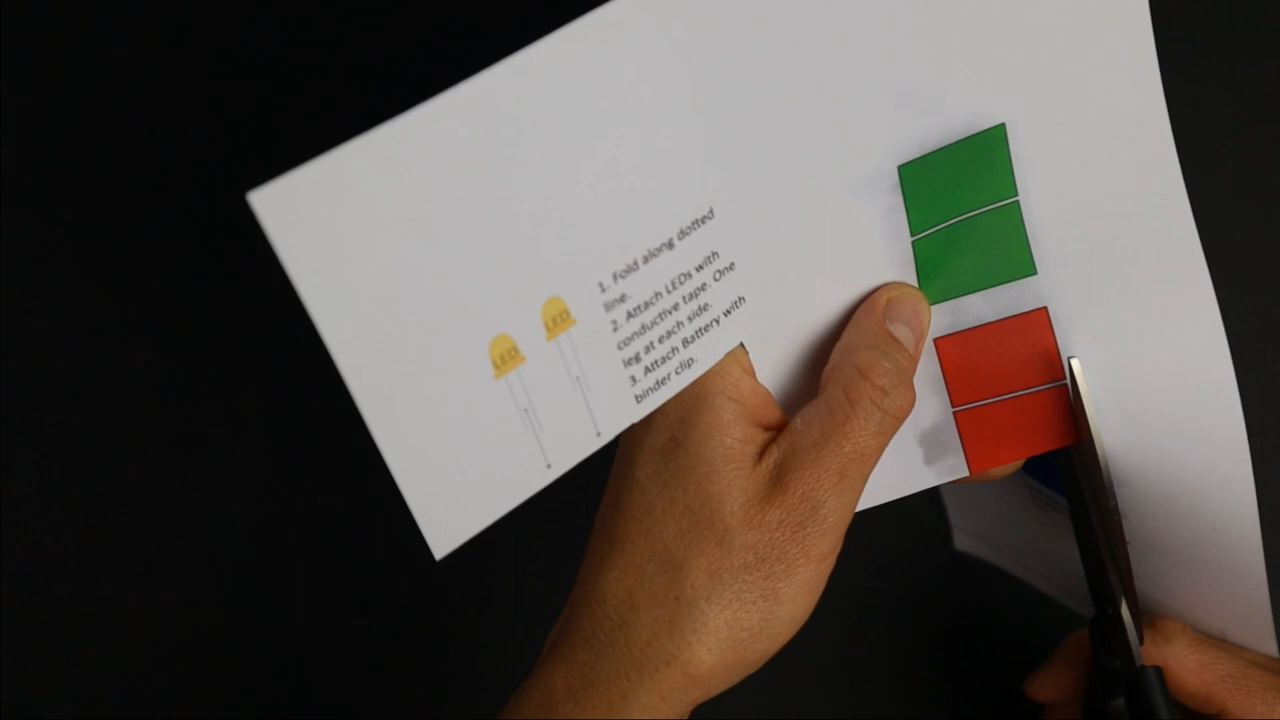 LED
LED
1. Fold along dotted
line.
2. Attach LEDs with
conductive tape. One
leg at each side.
3. Attach Battery with
binder clip.